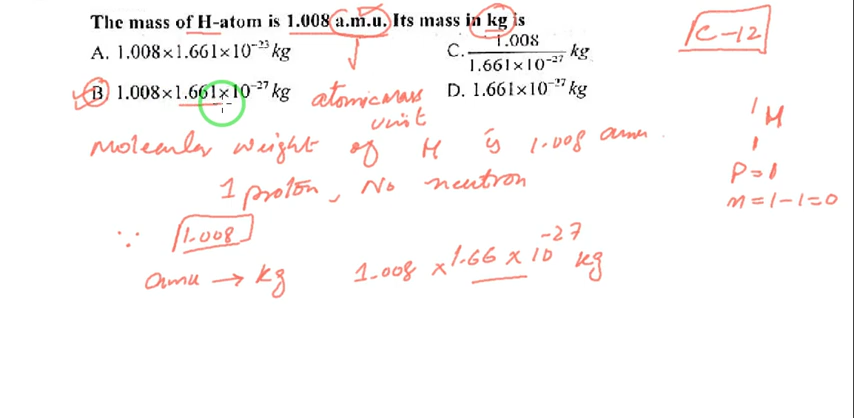 The mass of H-atom is 1.008 a.m.u. Its mass in kg is
A. 1.008×1.661×10⁻²³ kg
C. 1.008 / 1.661×10⁻²⁷ kg
B 1.008×1.661×10⁻²⁷ kg
D. 1.661×10⁻²⁷ kg
C-12
atomic mass
unit
Molecular weight of H is 1.008 amu.
1 proton, No neutron
¹H
1
P=1
n=1-1=0
∵ 1.008
amu → kg 1.008 × 1.66 × 10⁻²⁷ kg